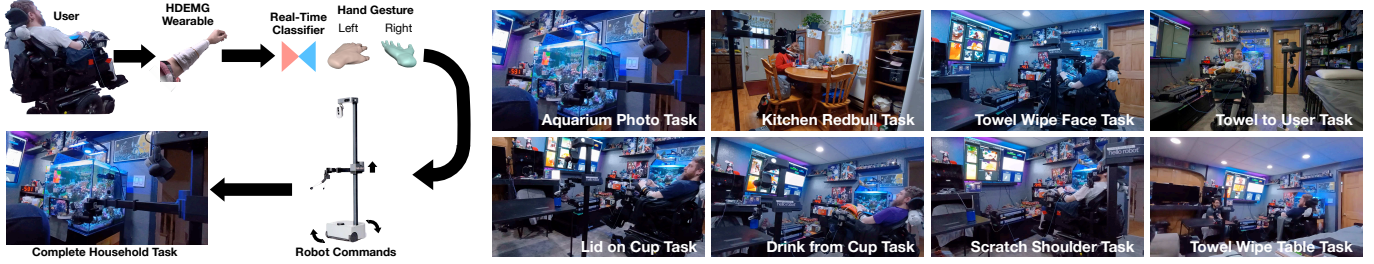 User
HDEMG
Wearable
Real-Time
Classifier
Hand Gesture
Left
Right
Complete Household Task
Robot Commands
Aquarium Photo Task
Kitchen Redbull Task
Towel Wipe Face Task
Towel to User Task
Lid on Cup Task
Drink from Cup Task
hello robot
Scratch Shoulder Task
Towel Wipe Table Task